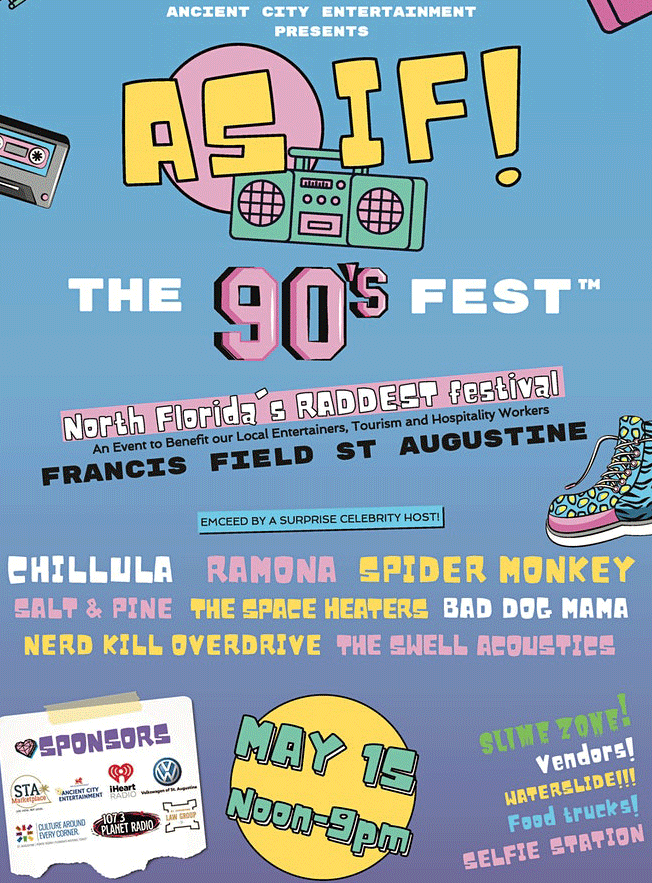 ANCIENT CITY ENTERTAINMENT
PRESENTS
AS IF!
THE 90's FEST™
North Florida's RADDEST festival
An Event to Benefit our Local Entertainers, Tourism and Hospitality Workers
FRANCIS FIELD ST AUGUSTINE
EMCEED BY A SURPRISE CELEBRITY HOST!
CHILLULA RAMONA SPIDER MONKEY
SALT & PINE THE SPACE HEATERS BAD DOG MAMA
NERD KILL OVERDRIVE THE SWELL ACOUSTICS
SPONSORS
STA
Marketplace
ANCIENT CITY
ENTERTAINMENT
iHeart
RADIO
Volkswagen of St. Augustine
CULTURE AROUND
EVERY CORNER.
107.3
PLANET RADIO
LAW GROUP
MAY 15
Noon-9pm
SLIME ZONE!
Vendors!
WATERSLIDE!!!
Food trucks!
SELFIE STATION